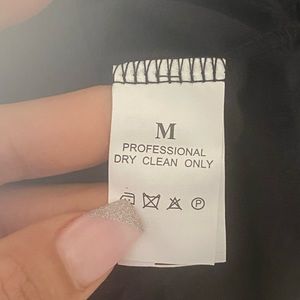 M
PROFESSIONAL
DRY CLEAN ONLY
P